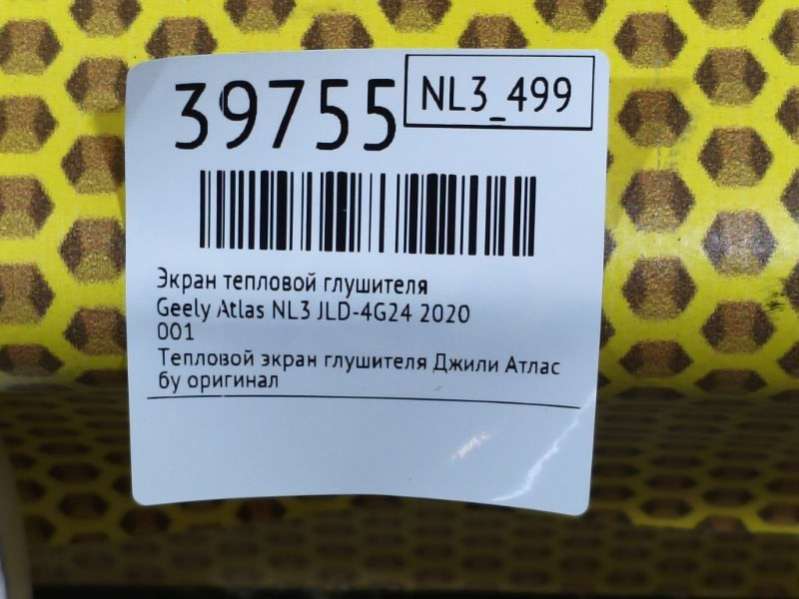 39755
NL3_499
Экран тепловой глушителя
Geely Atlas NL3 JLD-4G24 2020
001
Тепловой экран глушителя Джили Атлас
бу оригинал